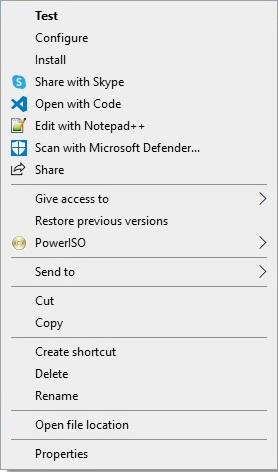 Test
Configure
Install
Share with Skype
Open with Code
Edit with Notepad++
Scan with Microsoft Defender...
Share
Give access to
Restore previous versions
PowerISO
Send to
Cut
Copy
Create shortcut
Delete
Rename
Open file location
Properties